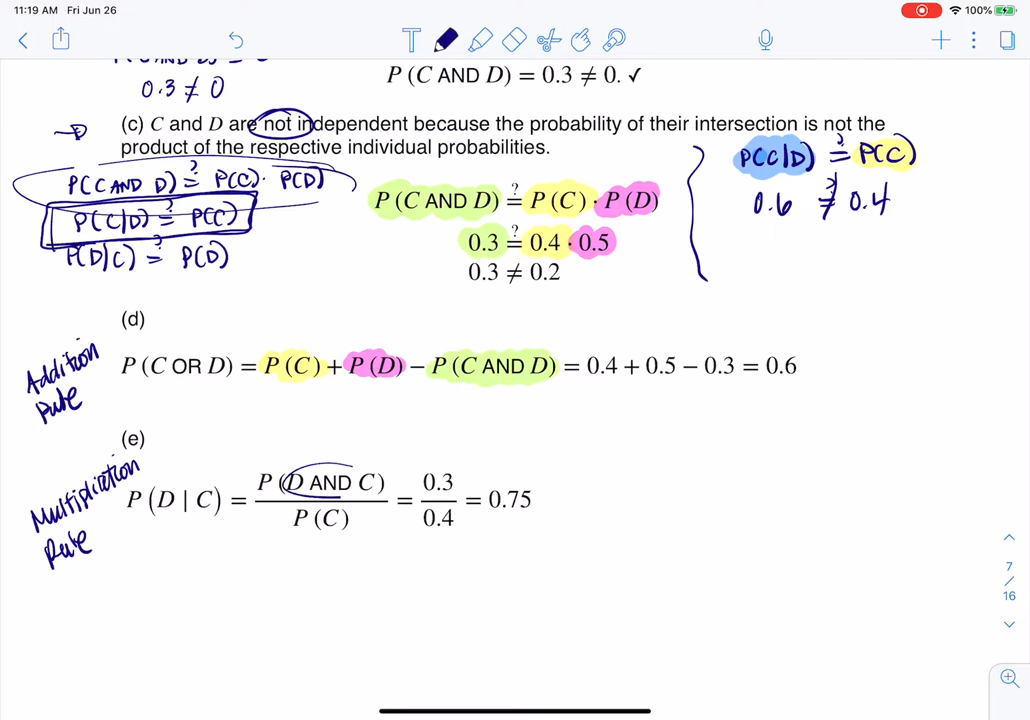 11:19 AM Fri Jun 26
100%
P (C AND D) = 0.3 ≠ 0. ✓
0.3 ≠ 0
(c) C and D are not independent because the probability of their intersection is not the
product of the respective individual probabilities.
P(C AND D) ≟ P(C) · P(D)
P(C|D) ≟ P(C)
P(D|C) ≟ P(D)
P (C AND D) ≟ P (C) · P (D)
0.3 ≟ 0.4 · 0.5
0.3 ≠ 0.2
P(C|D) ≟ P(C)
0.6 ≠ 0.4
(d)
Addition
Rule
P (C OR D) = P (C) + P (D) − P (C AND D) = 0.4 + 0.5 − 0.3 = 0.6
(e)
Multiplication
Rule
P (D | C) = P (D AND C) / P (C) = 0.3 / 0.4 = 0.75
7
/
16